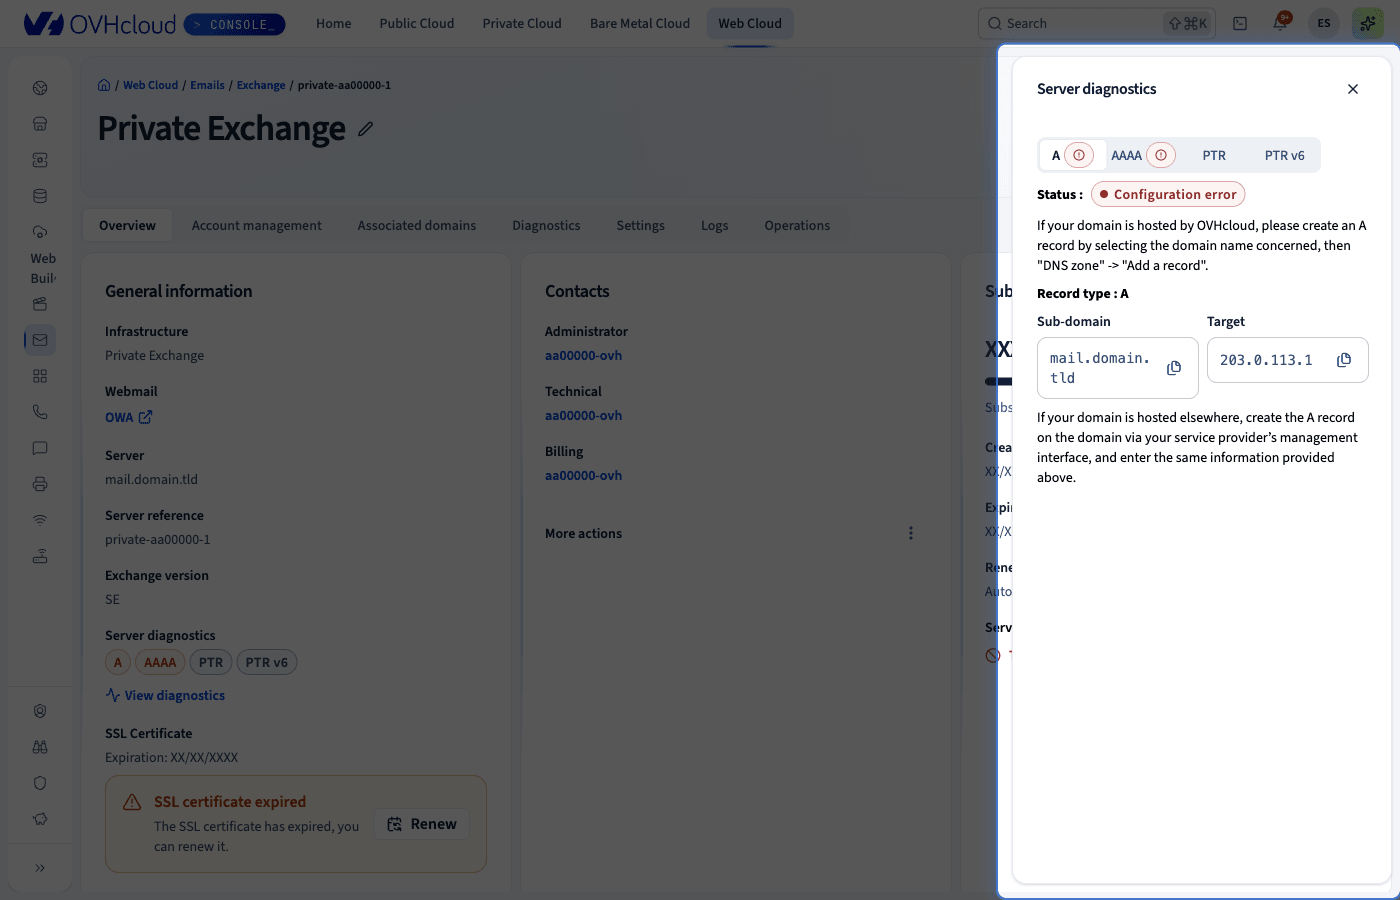 OVHcloud > CONSOLE_ Home Public Cloud Private Cloud Bare Metal Cloud Web Cloud Search ⇧⌘K 9+ ES
/ Web Cloud / Emails / Exchange / private-aa00000-1
Private Exchange
Overview Account management Associated domains Diagnostics Settings Logs Operations
Web
Buil
General information
Infrastructure
Private Exchange
Webmail
OWA
Server
mail.domain.tld
Server reference
private-aa00000-1
Exchange version
SE
Server diagnostics
A AAAA PTR PTR v6
View diagnostics
SSL Certificate
Expiration: XX/XX/XXXX
SSL certificate expired
The SSL certificate has expired, you
can renew it.
Renew
Contacts
Administrator
aa00000-ovh
Technical
aa00000-ovh
Billing
aa00000-ovh
More actions
Sub
XX
Subs
Crea
XX/X
Expi
XX/X
Rene
Auto
Serv
Server diagnostics
A AAAA PTR PTR v6
Status : Configuration error
If your domain is hosted by OVHcloud, please create an A
record by selecting the domain name concerned, then
"DNS zone" -> "Add a record".
Record type : A
Sub-domain Target
mail.domain.
tld
203.0.113.1
If your domain is hosted elsewhere, create the A record
on the domain via your service provider’s management
interface, and enter the same information provided
above.